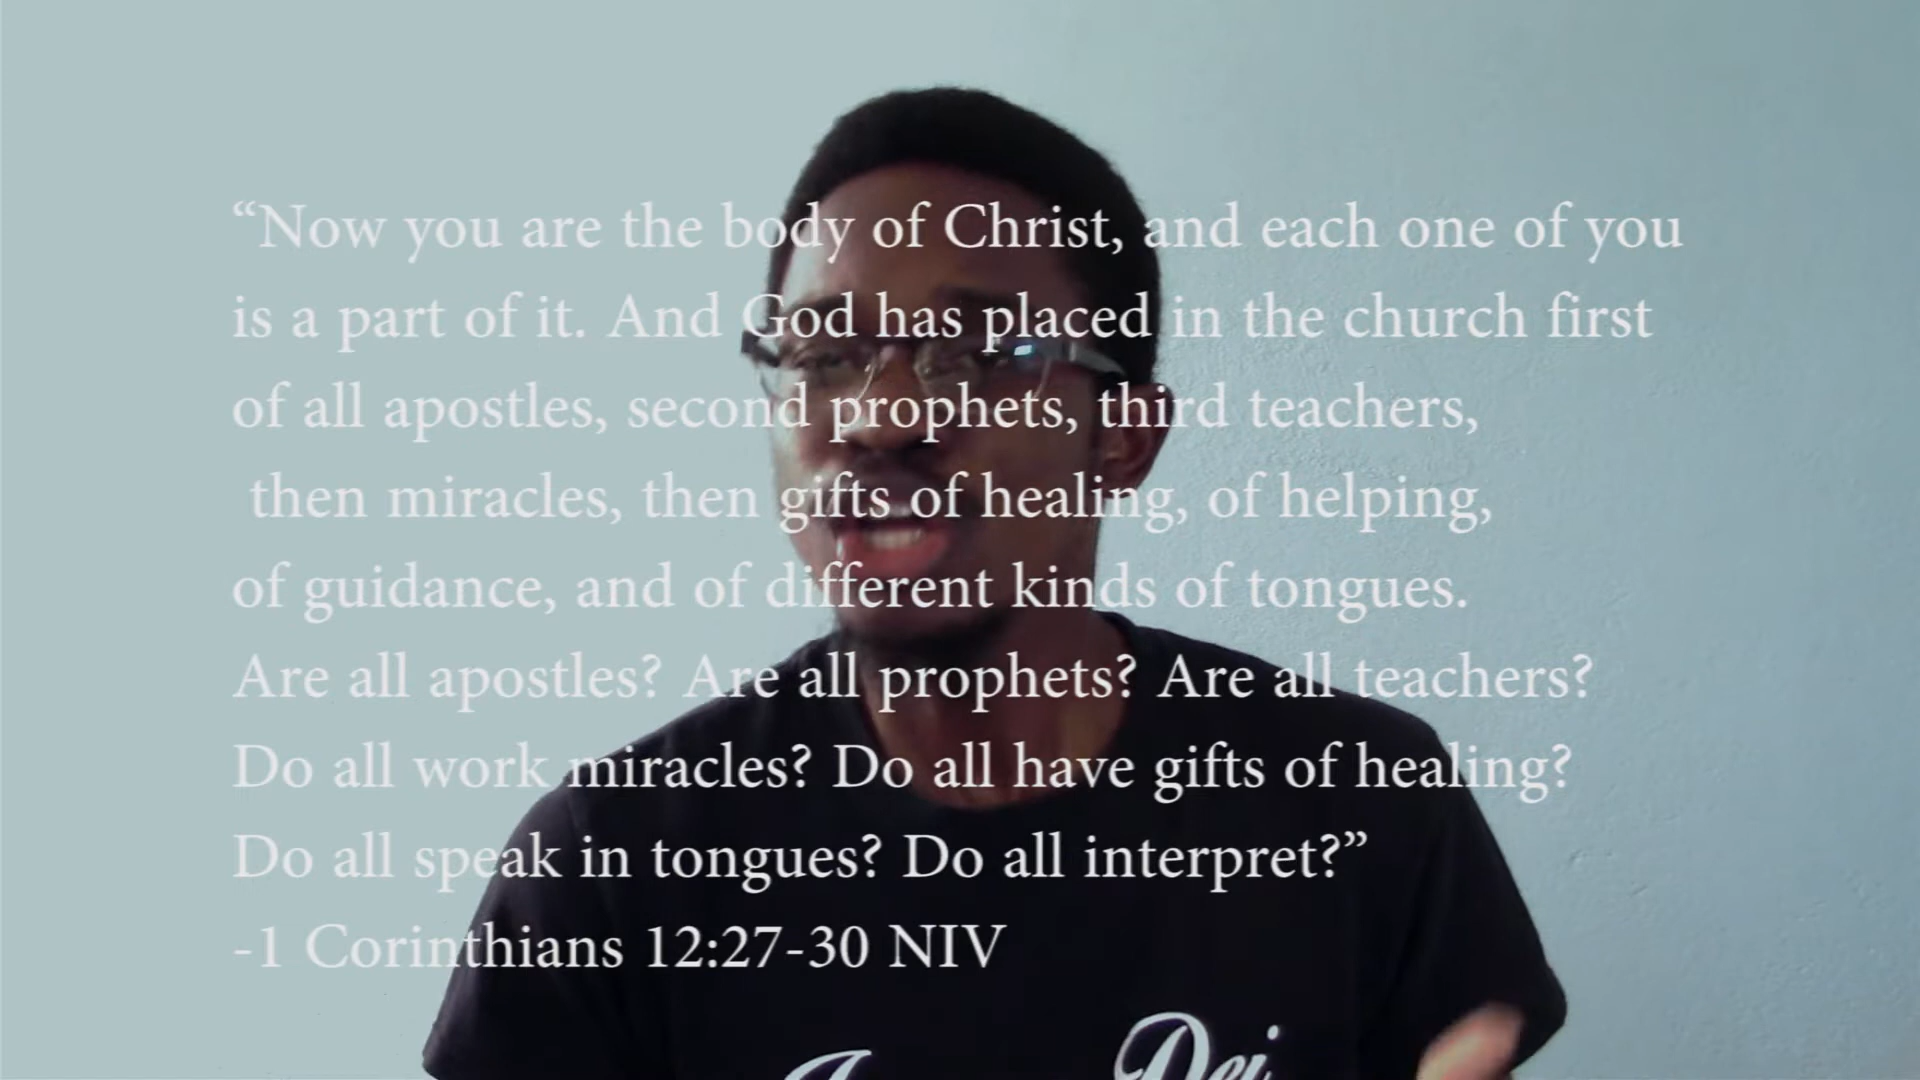 “Now you are the body of Christ, and each one of you
is a part of it. And God has placed in the church first
of all apostles, second prophets, third teachers,
then miracles, then gifts of healing, of helping,
of guidance, and of different kinds of tongues.
Are all apostles? Are all prophets? Are all teachers?
Do all work miracles? Do all have gifts of healing?
Do all speak in tongues? Do all interpret?”
-1 Corinthians 12:27-30 NIV
Dei